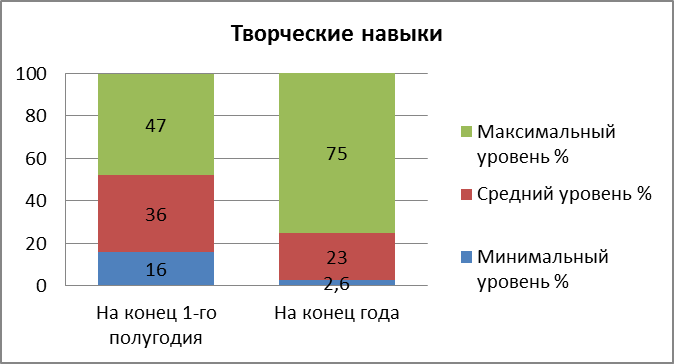 Творческие навыки
100
80
60
40
20
0
47
36
16
75
23
2,6
На конец 1-го
полугодия
На конец года
Максимальный
уровень %
Средний уровень %
Минимальный
уровень %